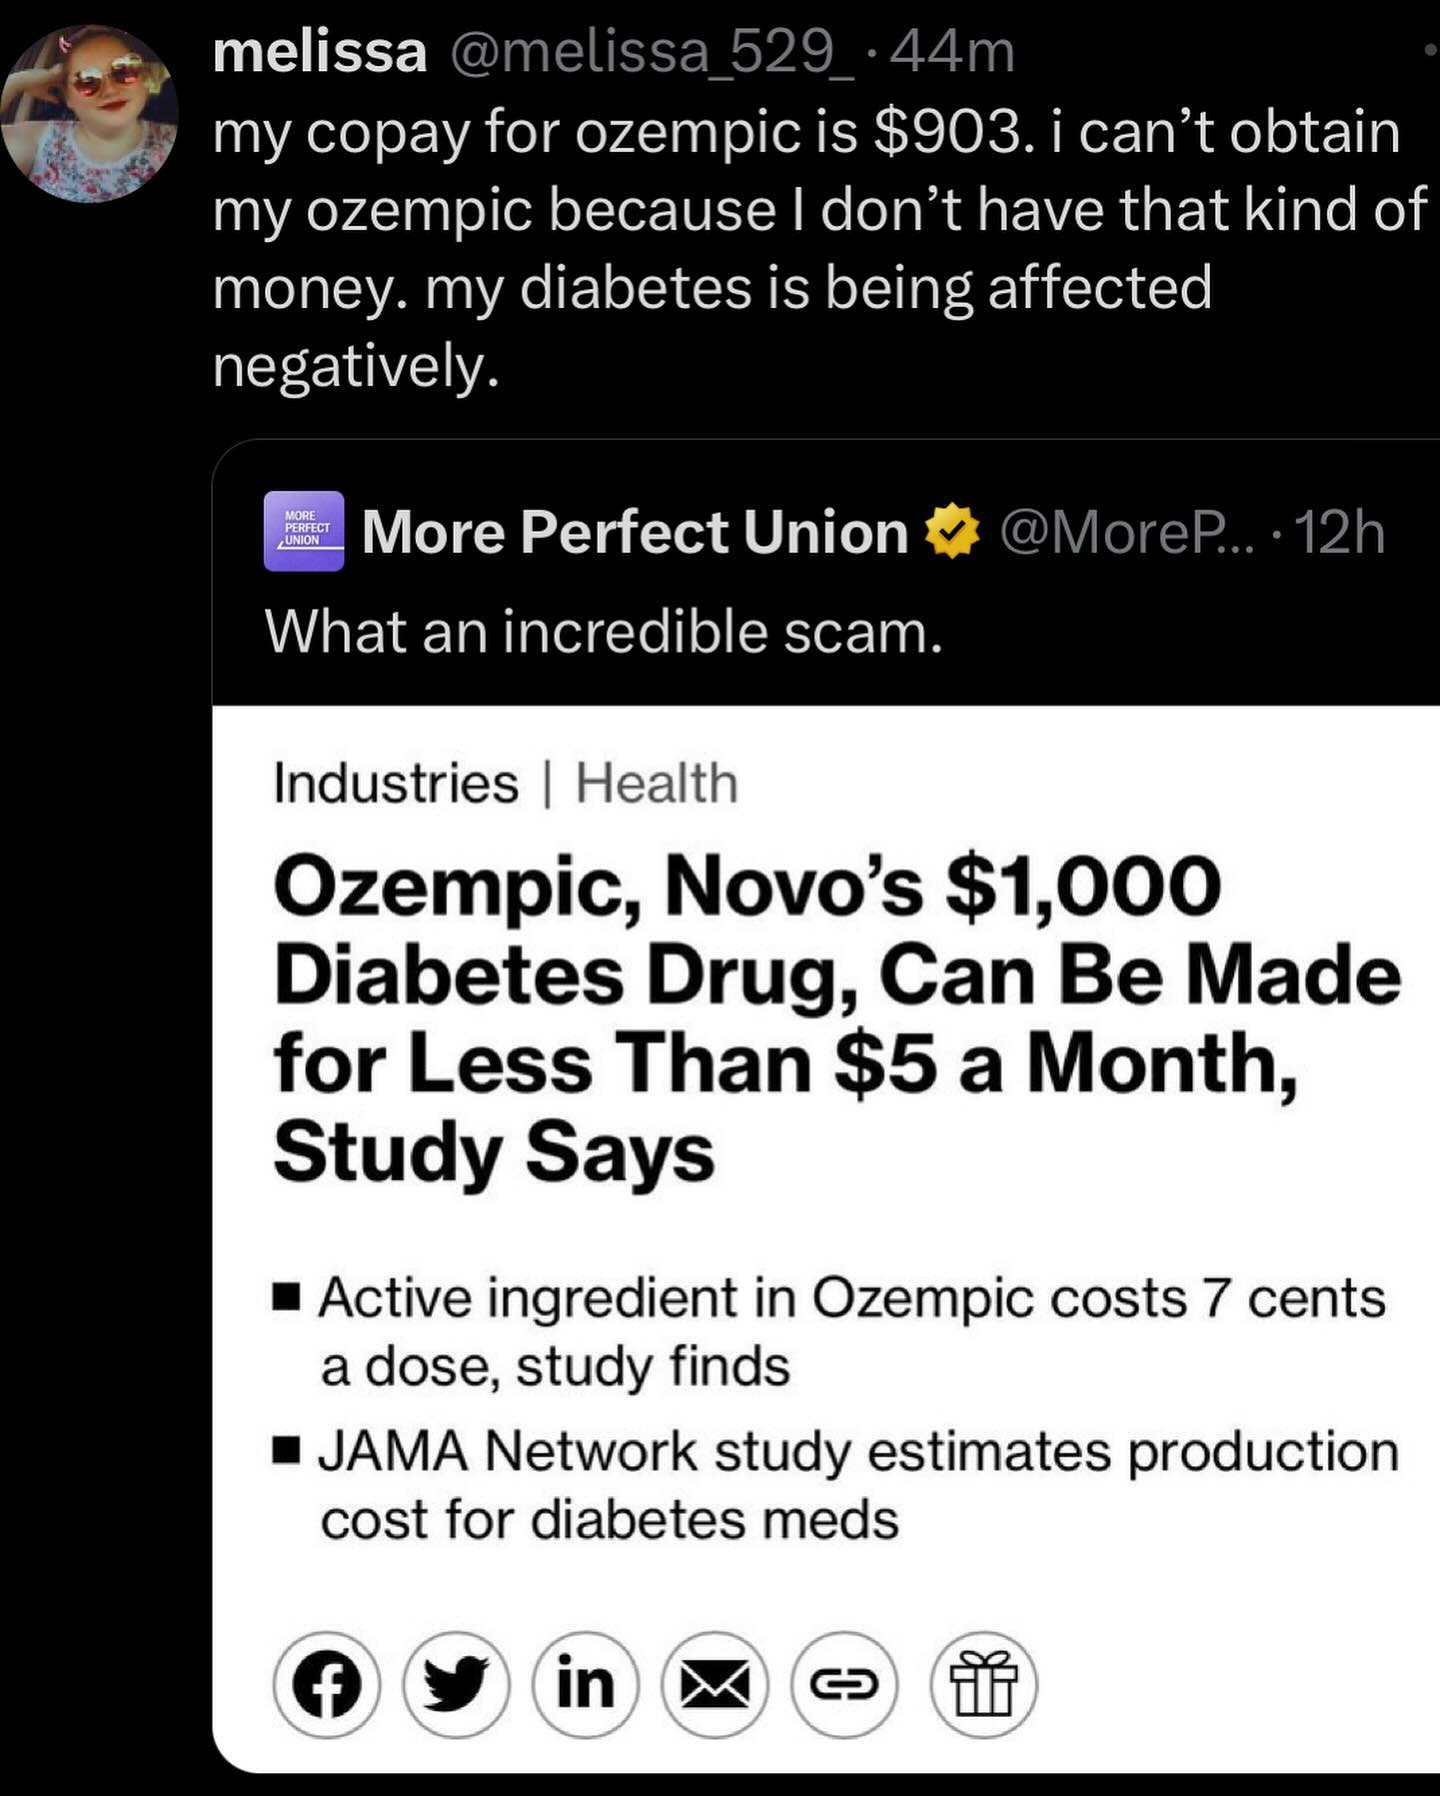 melissa @melissa_529_ · 44m
my copay for ozempic is $903. i can’t obtain
my ozempic because I don’t have that kind of
money. my diabetes is being affected
negatively.
MORE
PERFECT
UNION
More Perfect Union @MoreP... · 12h
What an incredible scam.
Industries | Health
Ozempic, Novo’s $1,000
Diabetes Drug, Can Be Made
for Less Than $5 a Month,
Study Says
■ Active ingredient in Ozempic costs 7 cents
a dose, study finds
■ JAMA Network study estimates production
cost for diabetes meds
in